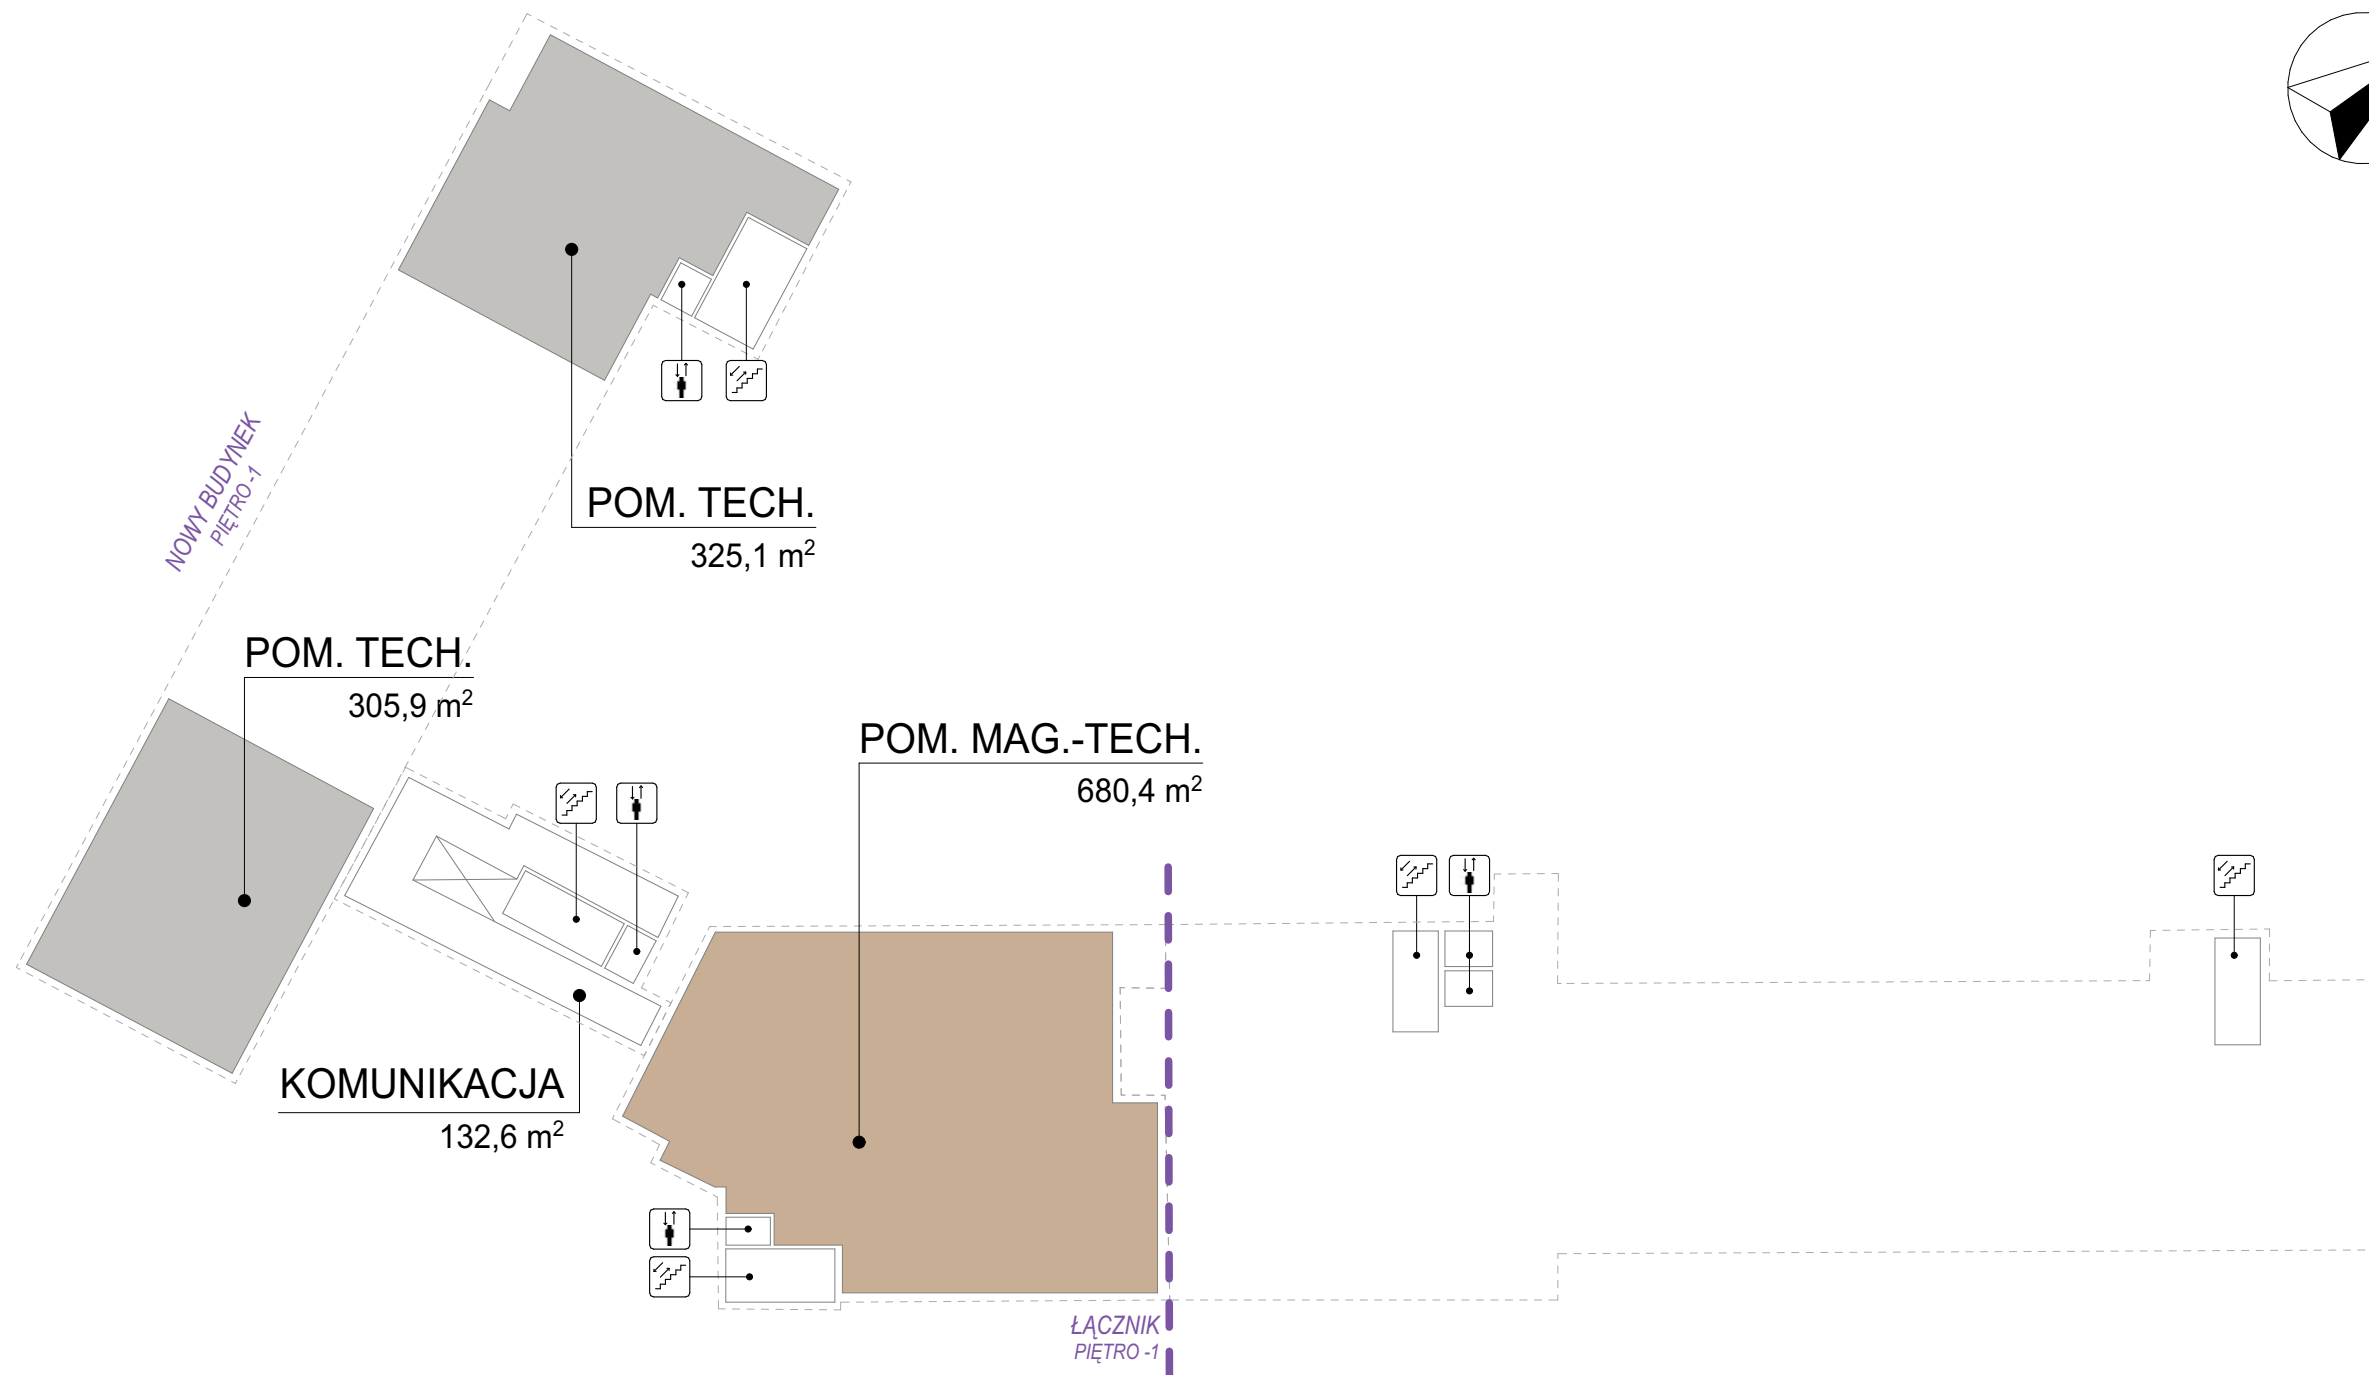 NOWY BUDYNEK
PIĘTRO -1
POM. TECH.
325,1 m²
POM. TECH.
305,9 m²
POM. MAG.-TECH.
680,4 m²
KOMUNIKACJA
132,6 m²
ŁĄCZNIK
PIĘTRO -1